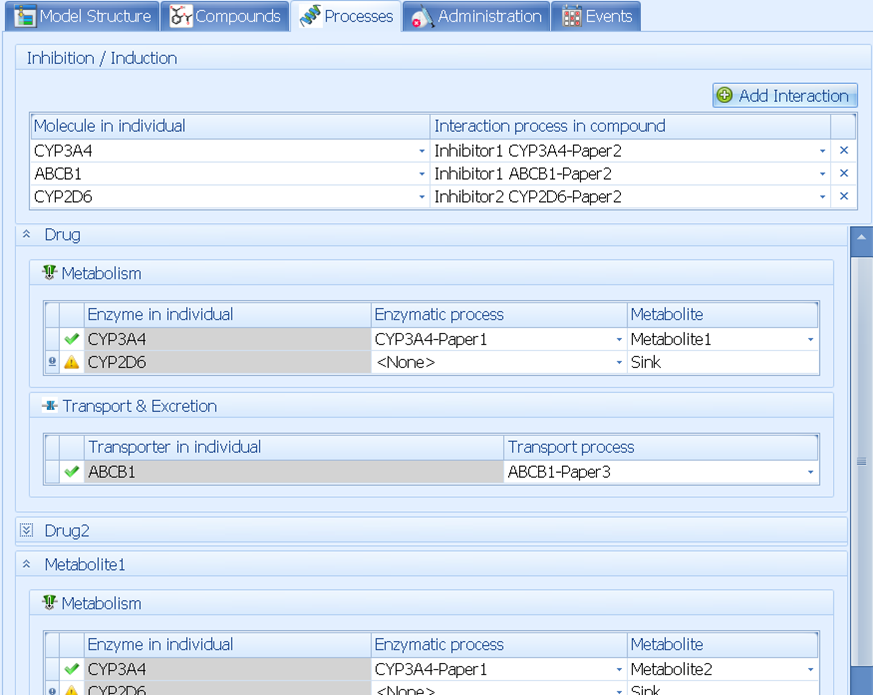 Model Structure Compounds Processes Administration Events
Inhibition / Induction
Add Interaction
Molecule in individual Interaction process in compound
CYP3A4 Inhibitor1 CYP3A4-Paper2
ABCB1 Inhibitor1 ABCB1-Paper2
CYP2D6 Inhibitor2 CYP2D6-Paper2
Drug
Metabolism
Enzyme in individual Enzymatic process Metabolite
CYP3A4 CYP3A4-Paper1 Metabolite1
CYP2D6 <None> Sink
Transport & Excretion
Transporter in individual Transport process
ABCB1 ABCB1-Paper3
Drug2
Metabolite1
Metabolism
Enzyme in individual Enzymatic process Metabolite
CYP3A4 CYP3A4-Paper1 Metabolite2
CYP2D6 <None> Sink